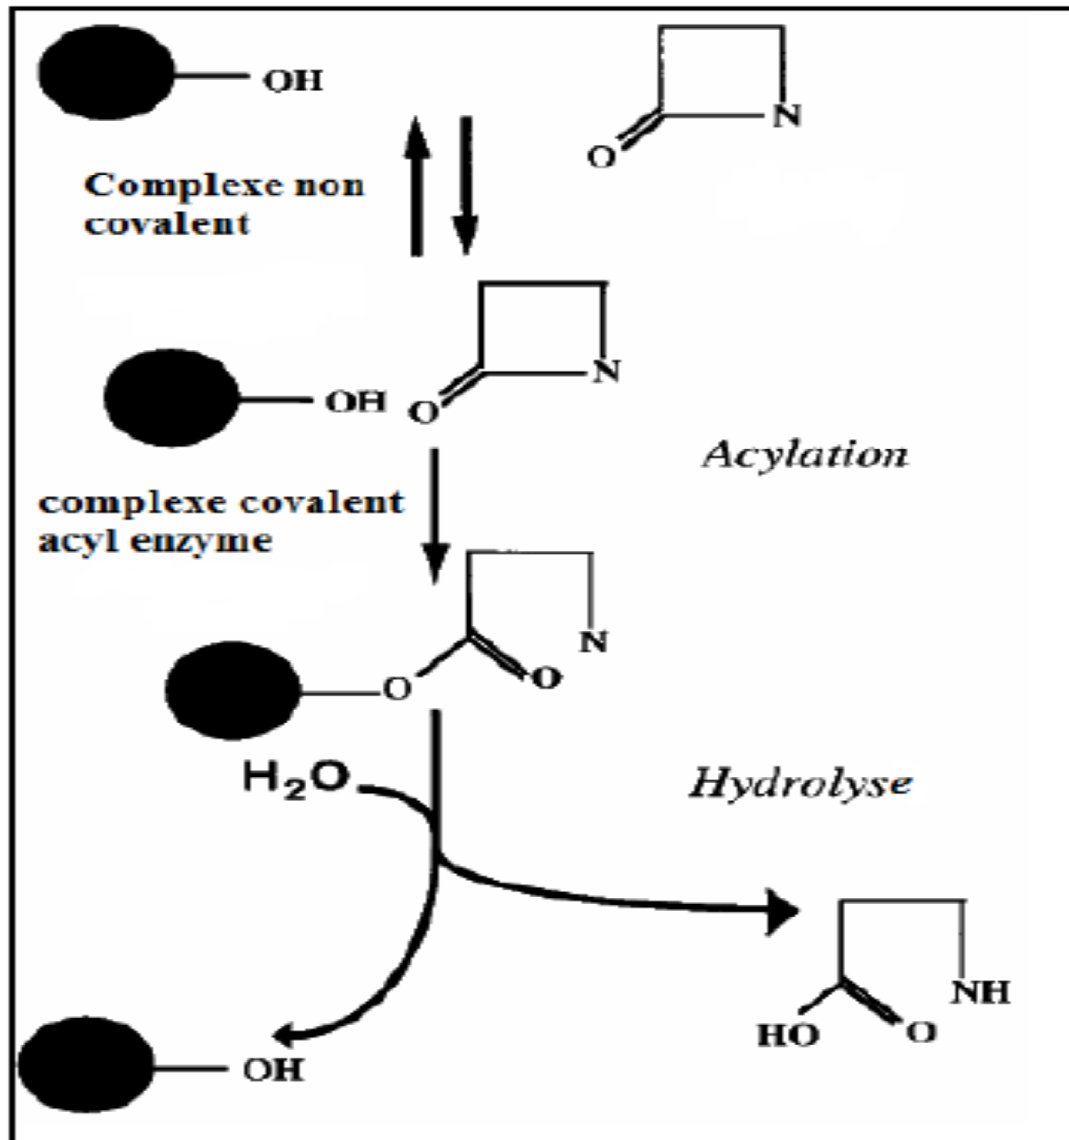 OH
N
O
Complexe non
covalent
N
OH
O
Acylation
complexe covalent
acyl enzyme
N
O
O
H₂O
Hydrolyse
NH
HO
O
OH